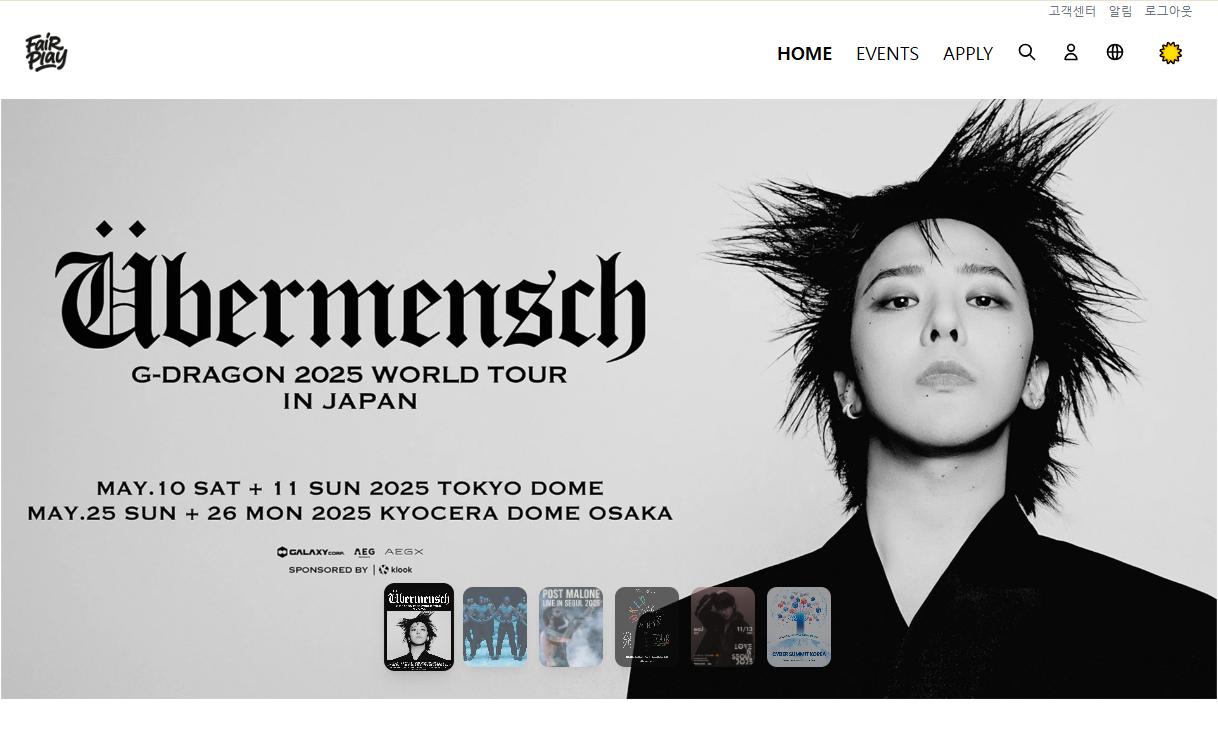 고객센터 알림 로그아웃
FaiR Play
HOME EVENTS APPLY
Übermensch
G-DRAGON 2025 WORLD TOUR
IN JAPAN
MAY.10 SAT + 11 SUN 2025 TOKYO DOME
MAY.25 SUN + 26 MON 2025 KYOCERA DOME OSAKA
GALAXY CORP. AEG AEGX
SPONSORED BY | klook
Übermensch
POST MALONE
LIVE IN SEOUL 2025
TOUR
11/13
LOVE
IN
SEOUL
2025
CYBER SUMMIT KOREA